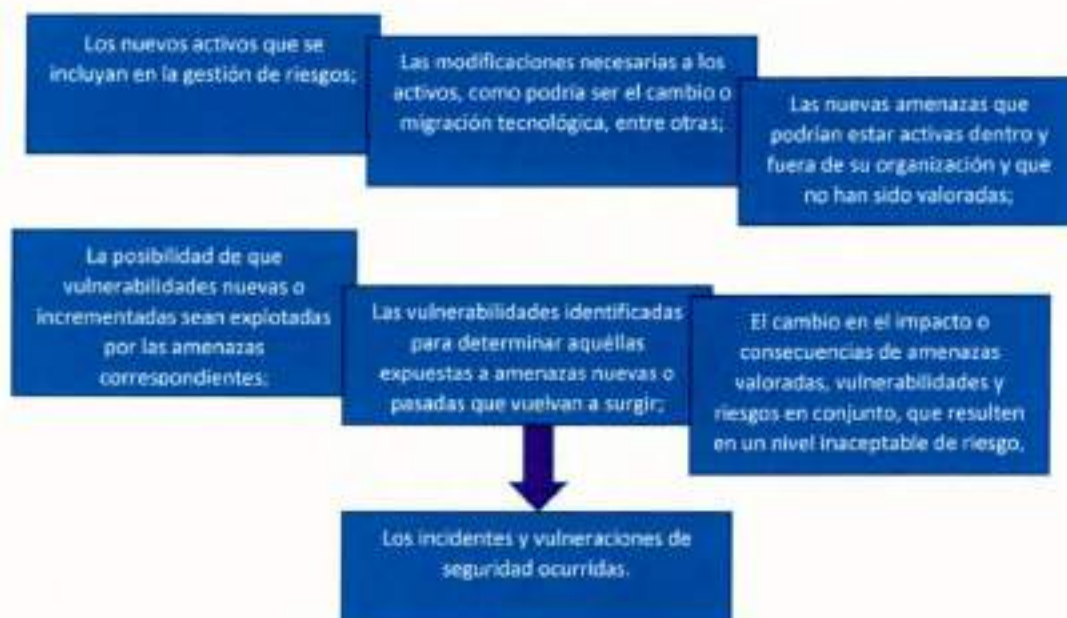 Los nuevos activos que se
incluyan en la gestión de riesgos;
Las modificaciones necesarias a los
activos, como podría ser el cambio o
migración tecnológica, entre otras;
Las nuevas amenazas que
podrían estar activas dentro y
fuera de su organización y que
no han sido valoradas;
La posibilidad de que
vulnerabilidades nuevas o
incrementadas sean explotadas
por las amenazas
correspondientes;
Las vulnerabilidades identificadas
para determinar aquéllas
expuestas a amenazas nuevas o
pasadas que vuelvan a surgir;
El cambio en el impacto o
consecuencias de amenazas
valoradas, vulnerabilidades y
riesgos en conjunto, que resulten
en un nivel inaceptable de riesgo,
Los incidentes y vulneraciones de
seguridad ocurridas.